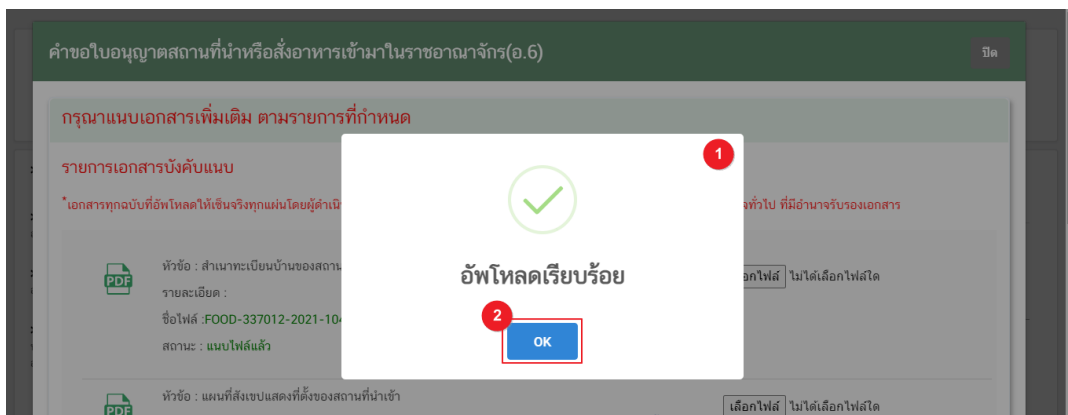 คำขอใบอนุญาตสถานที่นำหรือสั่งอาหารเข้ามาในราชอาณาจักร(อ.6)
ปิด
กรุณาแนบเอกสารเพิ่มเติม ตามรายการที่กำหนด
1
รายการเอกสารบังคับแนบ
*เอกสารทุกฉบับที่อัพโหลดให้เซ็นจริงทุกแผ่นโดยผู้ดำเนิ
ทั่วไป ที่มีอำนาจรับรองเอกสาร
PDF
หัวข้อ : สำเนาทะเบียนบ้านของสถาน
อัพโหลดเรียบร้อย
อกไฟล์ ไม่ได้เลือกไฟล์ใด
รายละเอียด :
ชื่อไฟล์ :FOOD-337012-2021-10
2
สถานะ : แนบไฟล์แล้ว
OK
หัวข้อ : แผนที่สังเขปแสดงที่ตั้งของสถานที่นำเข้า
PDF
เลือกไฟล์ ไม่ได้เลือกไฟล์ใด